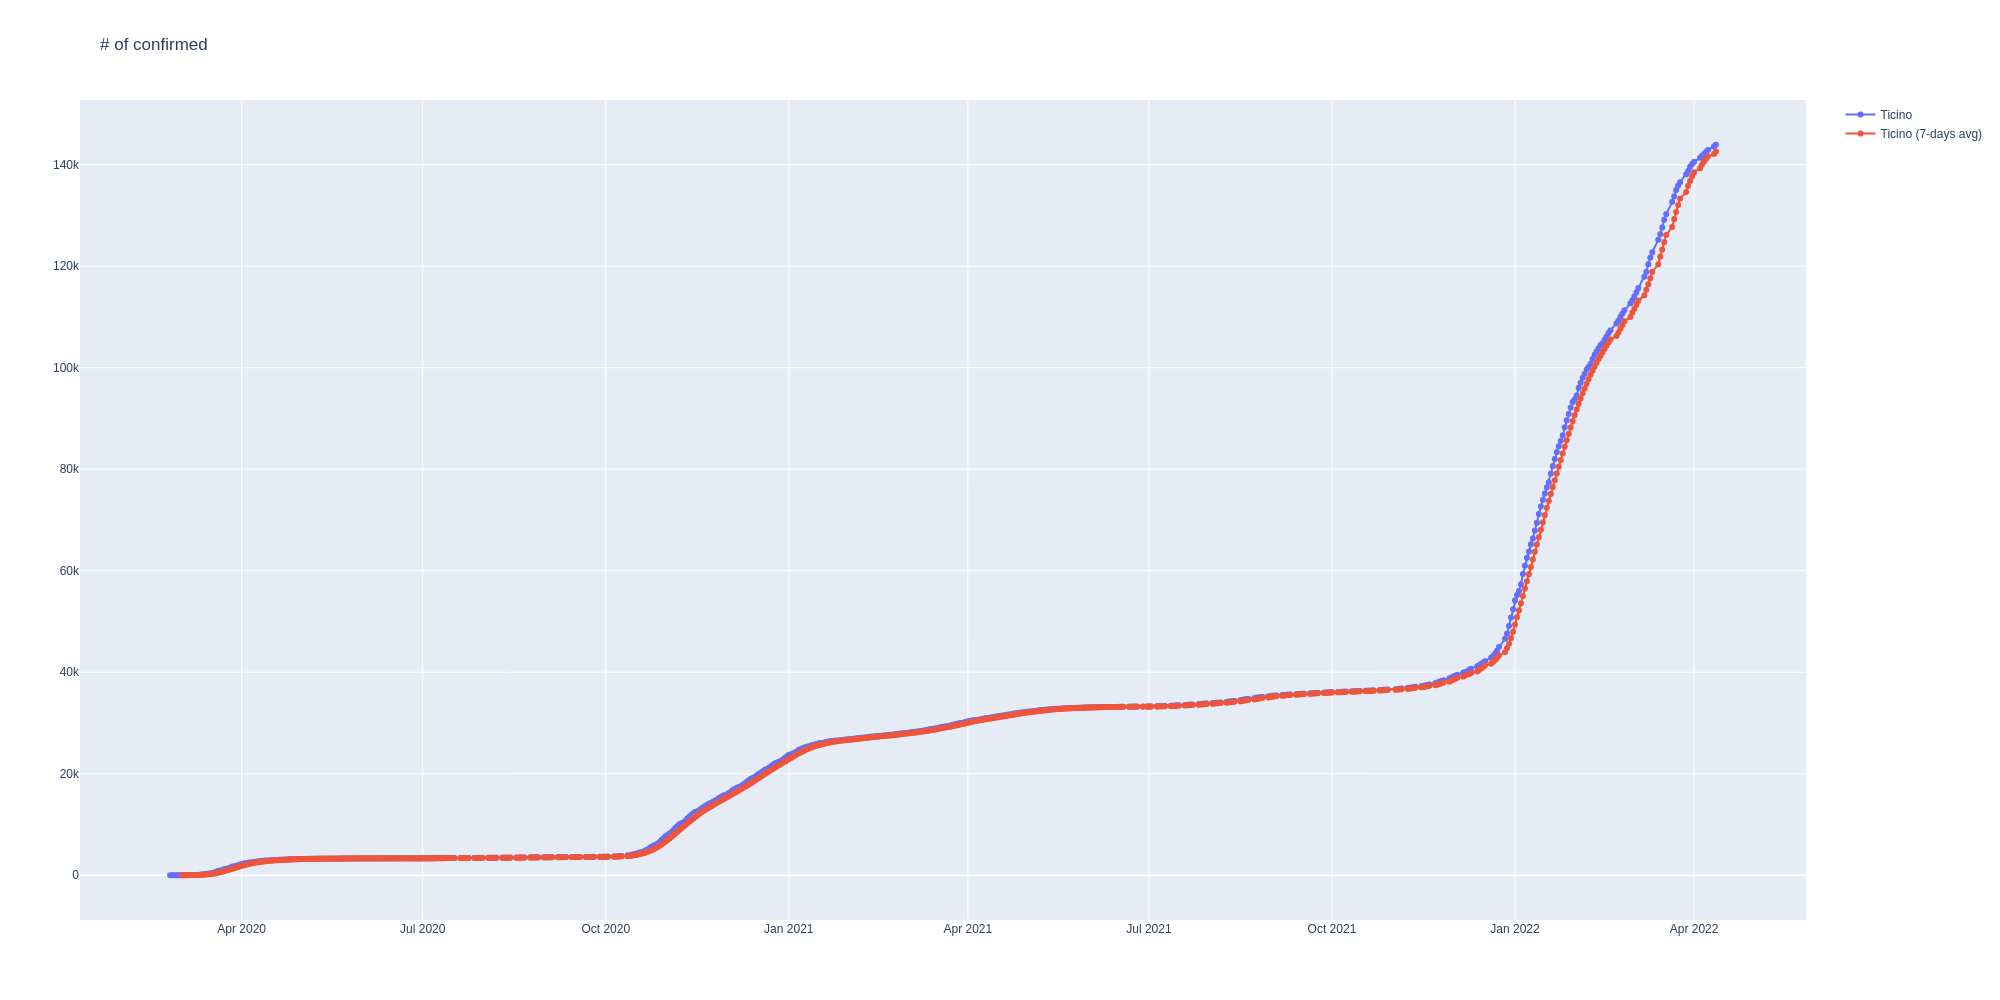 # of confirmed
Ticino
Ticino (7-days avg)
140k
120k
100k
80k
60k
40k
20k
0
Apr 2020
Jul 2020
Oct 2020
Jan 2021
Apr 2021
Jul 2021
Oct 2021
Jan 2022
Apr 2022